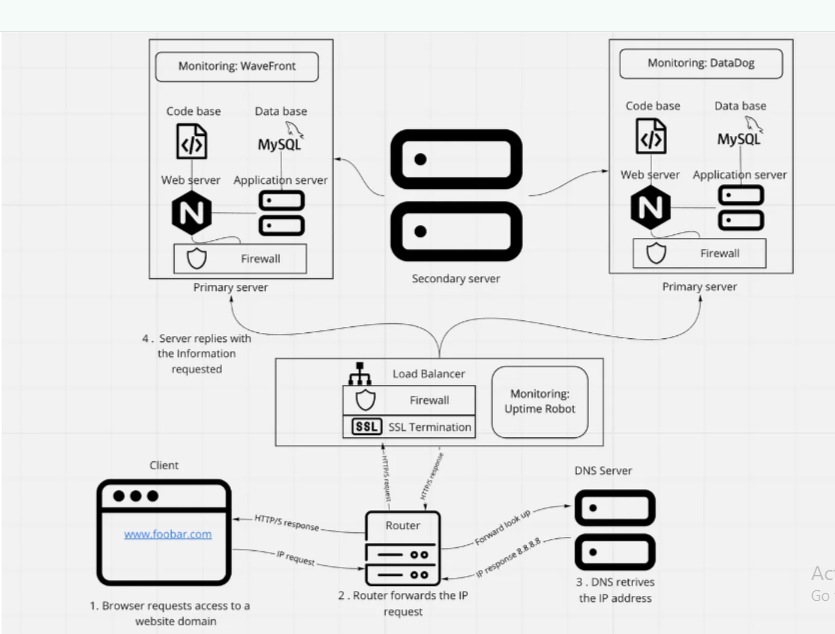 Monitoring: WaveFront
Code base
Data base
MySQL
Web server
Application server
N
Firewall
Primary server
Secondary server
Monitoring: DataDog
Code base
Data base
MySQL
Web server
Application server
N
Firewall
Primary server
4 . Server replies with
the Information
requested
Load Balancer
Firewall
SSL
SSL Termination
Monitoring:
Uptime Robot
HTTP/S request
HTTP/S response
Client
www.foobar.com
HTTP/S response
IP request
1. Browser requests access to a
website domain
Router
2 . Router forwards the IP
request
Forward look up
IP response 8.8.8.8
DNS Server
3 . DNS retrives
the IP address
Go